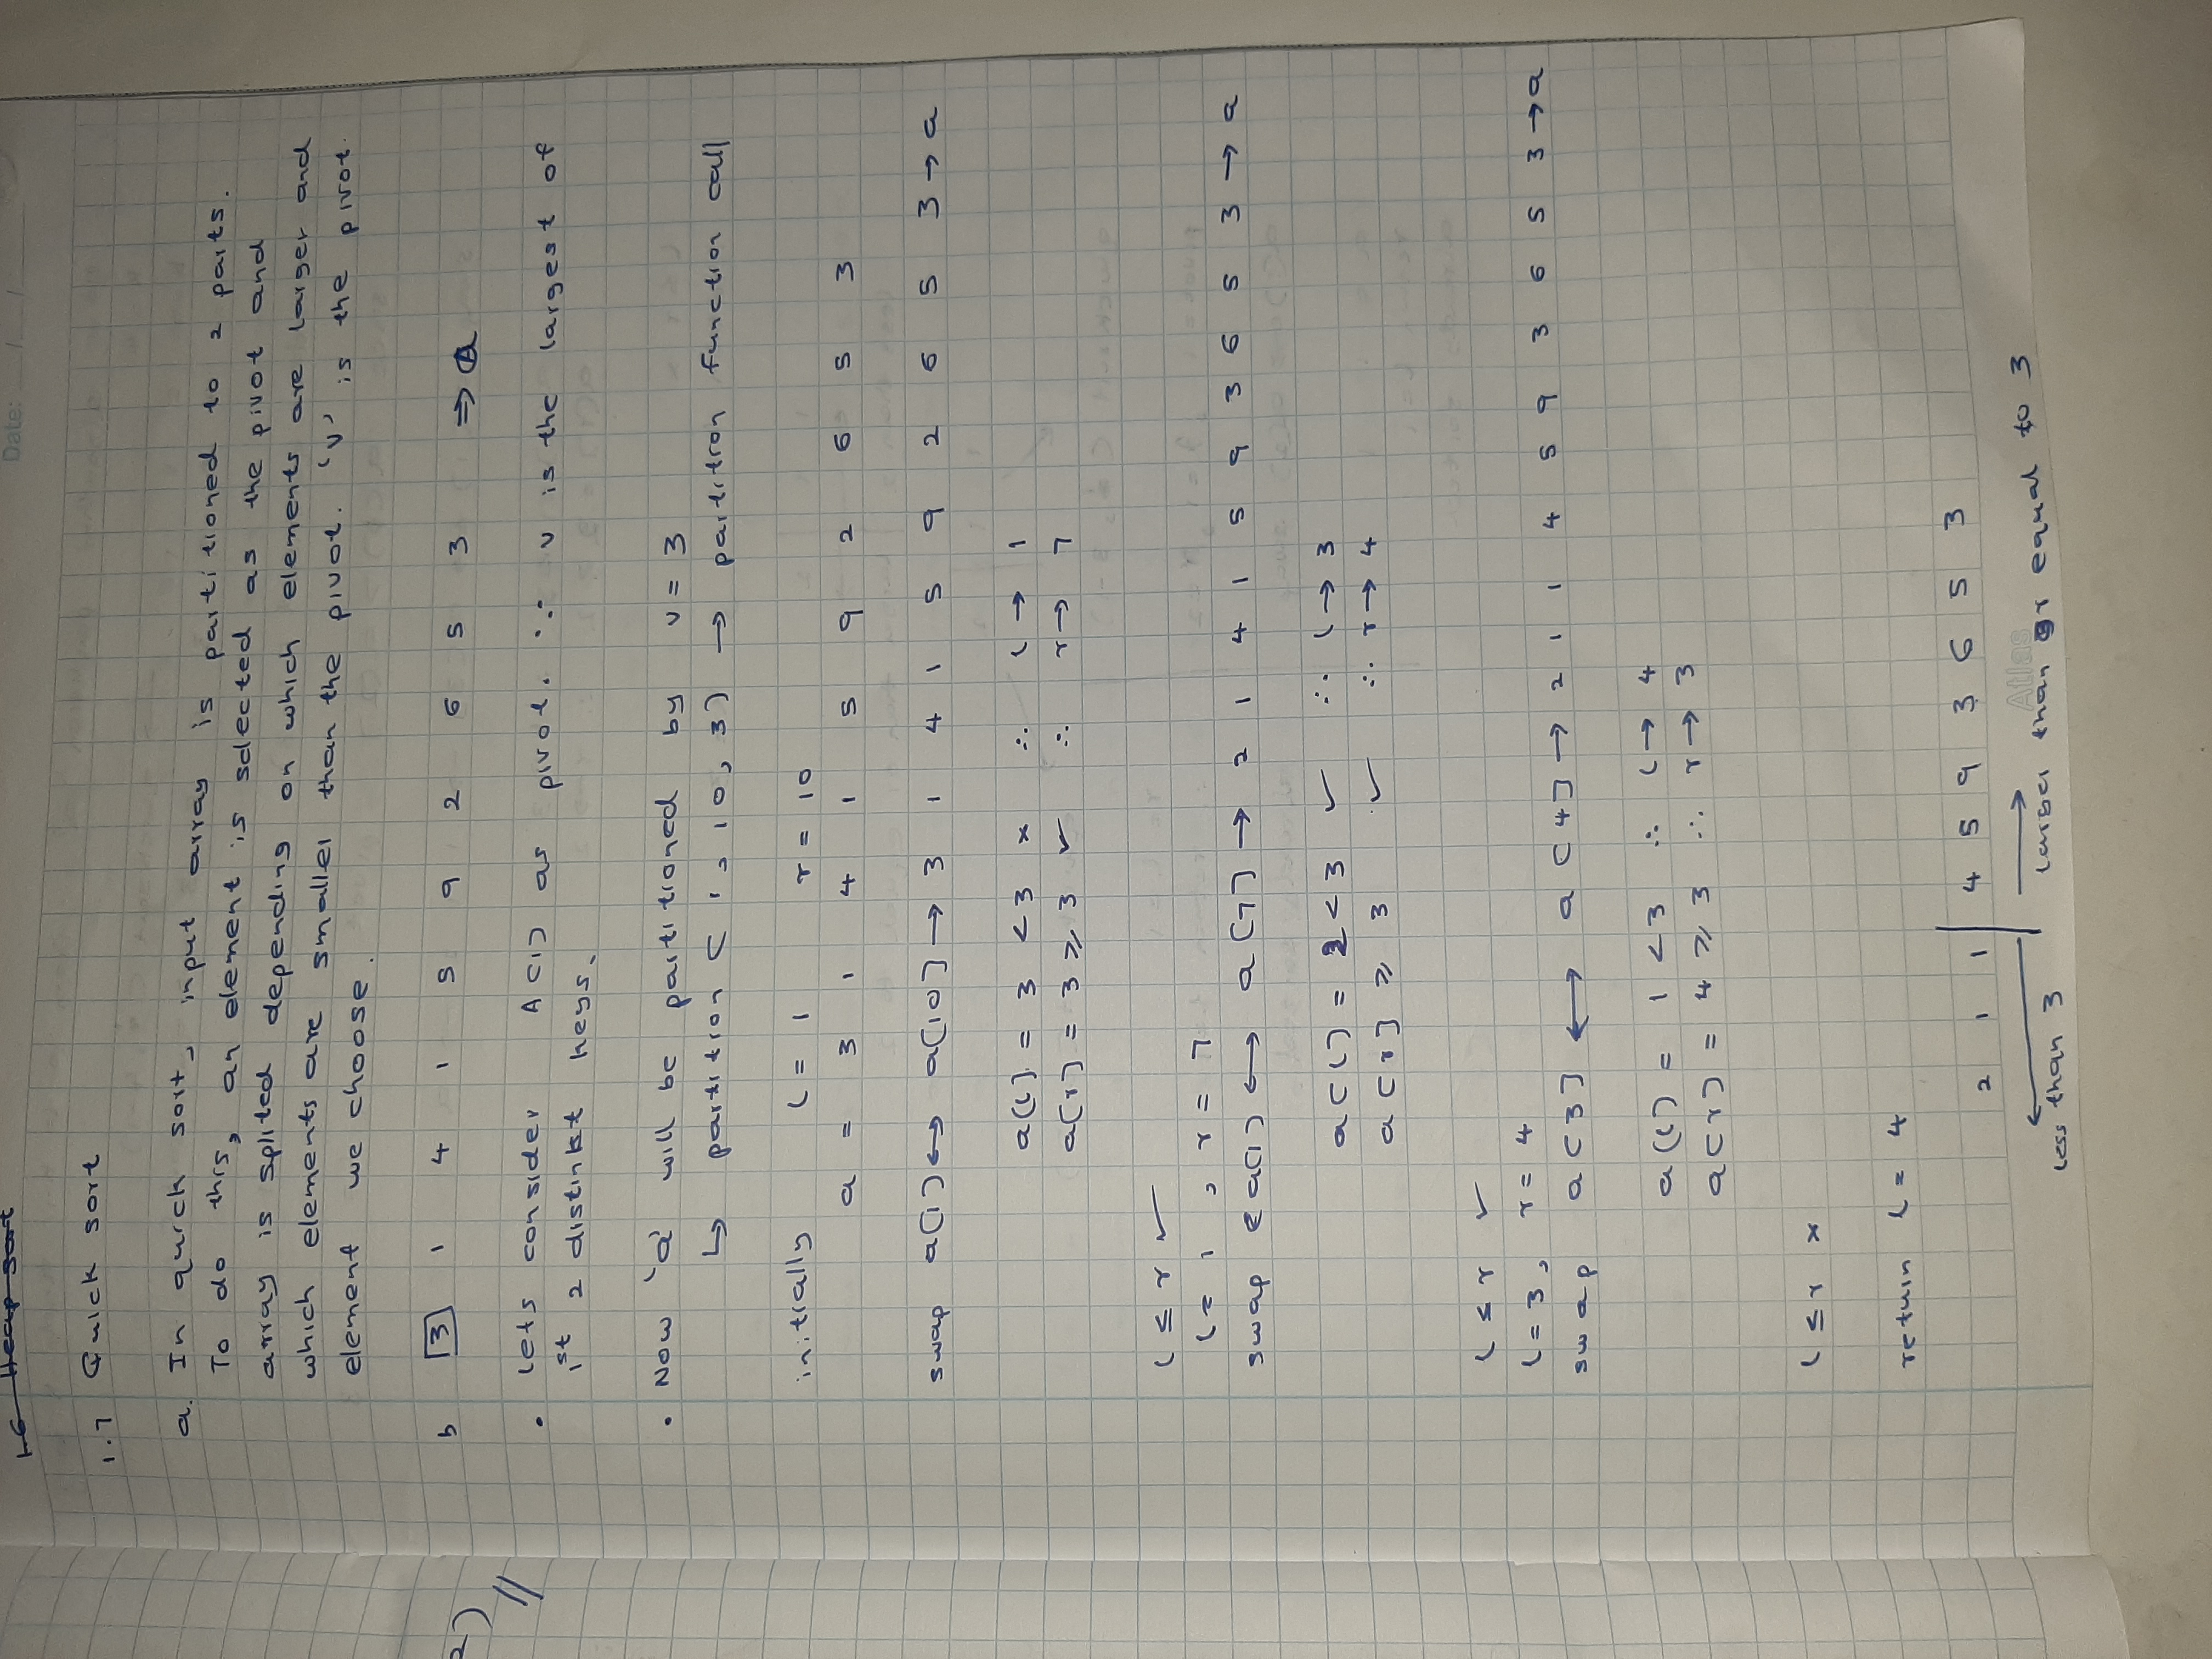 1.6 Heap sort
Date: __/__/____
1.7 Quick sort
a. In quick sort, input array is partitioned to 2 parts.
To do this, an element is selected as the pivot and
array is splited depending on which elements are larger and
which elements are smaller than the pivot. 'v' is the pivot
element we choose.
b 3 1 4 1 5 9 2 6 5 3 ⇒ a
2)
//
• Lets consider A[1] as pivot. ∵ v is the largest of
1st 2 distinkt keys.
• Now 'a' will be partitioned by v = 3
↳ partition (1, 10, 3) → partition function call
initially l = 1 r = 10
a = 3 1 4 1 5 9 2 6 5 3
swap a[1] ↔ a[10] → 3 1 4 1 5 9 2 6 5 3 → a
a[l] = 3 < 3 × ∴ l → 1
a[r] = 3 ≥ 3 ✓ ∴ r → 7
l ≤ r ✓
l = 1, r = 7
swap a[1] ↔ a[7] → 2 1 4 1 5 9 3 6 5 3 → a
a[l] = 2 < 3 ✓ ∴ l → 3
a[r] ≥ 3 ✓ ∴ r → 4
l ≤ r ✓
l = 3, r = 4
swap a[3] ↔ a[4] → 2 1 1 4 5 9 3 6 5 3 → a
a[l] = 1 < 3 ∴ l → 4
a[r] = 4 ≥ 3 ∴ r → 3
l ≤ r ×
return l = 4
2 1 1 | 4 5 9 3 6 5 3
Atlas
less than 3 larger than or equal to 3